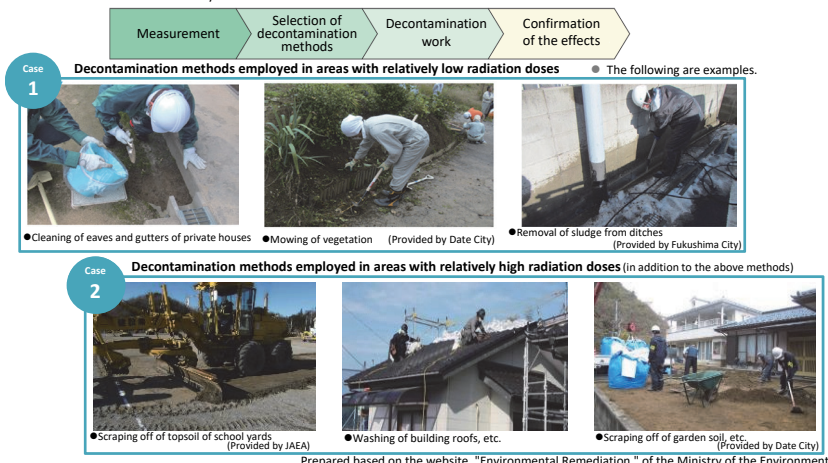 Measurement
Selection of
decontamination
methods
Decontamination
work
Confirmation
of the effects
Case
1
Decontamination methods employed in areas with relatively low radiation doses
● The following are examples.
●Cleaning of eaves and gutters of private houses
●Mowing of vegetation (Provided by Date City)
●Removal of sludge from ditches
(Provided by Fukushima City)
Case
2
Decontamination methods employed in areas with relatively high radiation doses (in addition to the above methods)
●Scraping off of topsoil of school yards
(Provided by JAEA)
●Washing of building roofs, etc.
●Scraping off of garden soil, etc.
(Provided by Date City)
Prepared based on the website, "Environmental Remediation," of the Ministry of the Environment